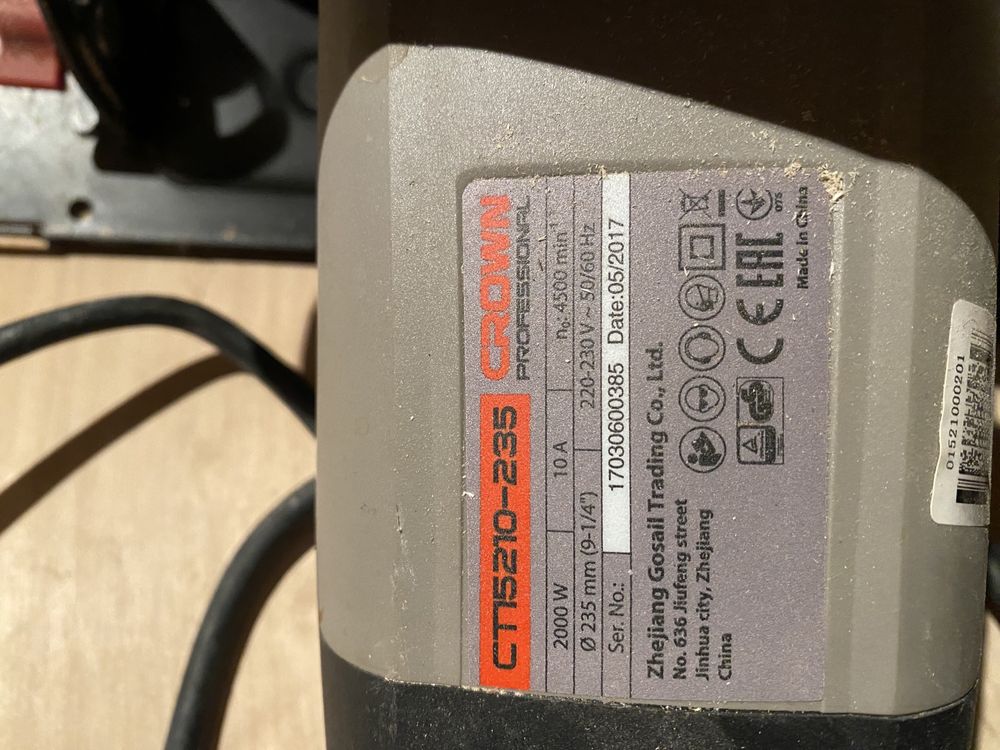 CT15210-235 CROWN
PROFESSIONAL
2000 W 10 A n₀: 4500 min⁻¹
Ø 235 mm (9-1/4") 220-230 V ~ 50/60 Hz
Ser. No.: 17030600385 Date:05/2017
Zhejiang Gosail Trading Co., Ltd.
No. 636 Jiufeng street
Jinhua city, Zhejiang
China
CE EAC
075
Made in China
015210000201